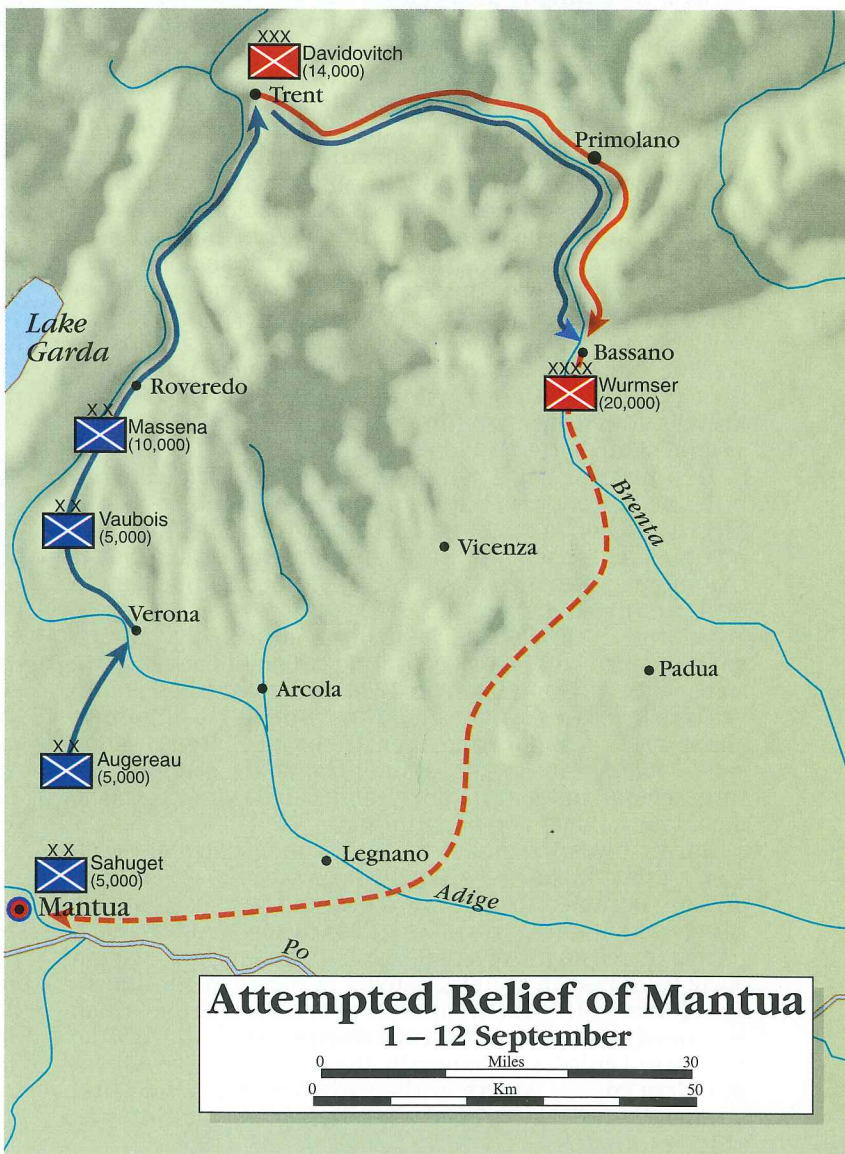 XXX
Davidovitch
(14,000)
Trent
Primolano
Lake
Garda
Bassano
XXXX
Wurmser
(20,000)
Roveredo
XX
Massena
(10,000)
Brenta
XX
Vaubois
(5,000)
Vicenza
Verona
Padua
Arcola
XX
Augereau
(5,000)
Legnano
XX
Sahuget
(5,000)
Adige
Mantua
Po
Attempted Relief of Mantua
1 – 12 September
0 Miles 30
0 Km 50